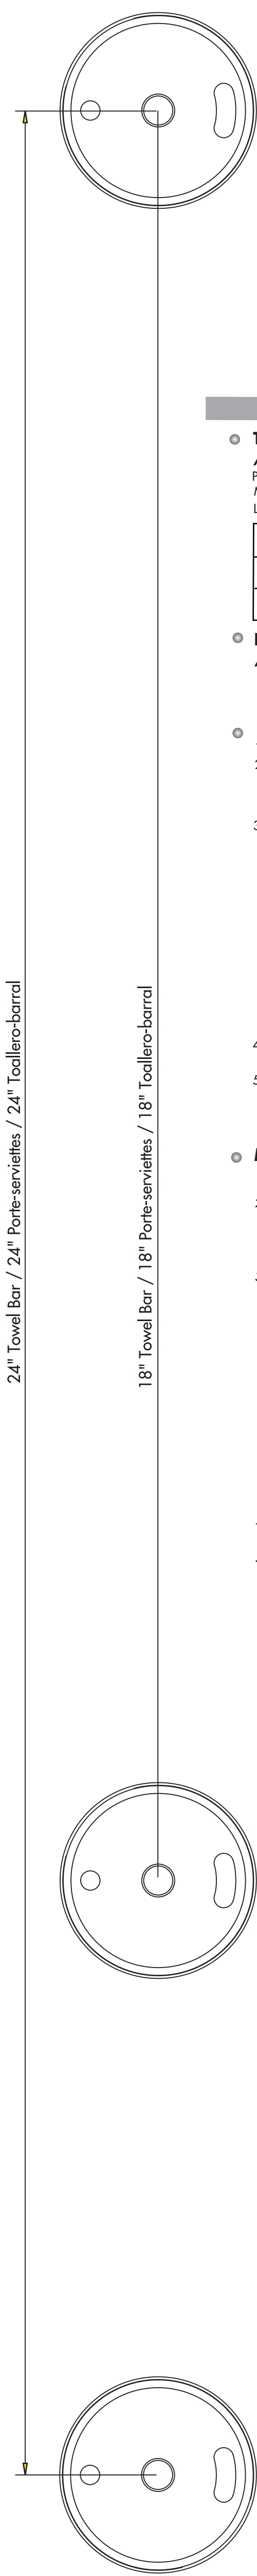 24" Towel Bar / 24" Porte-serviettes / 24" Toallero-barral
18" Towel Bar / 18" Porte-serviettes / 18" Toallero-barral